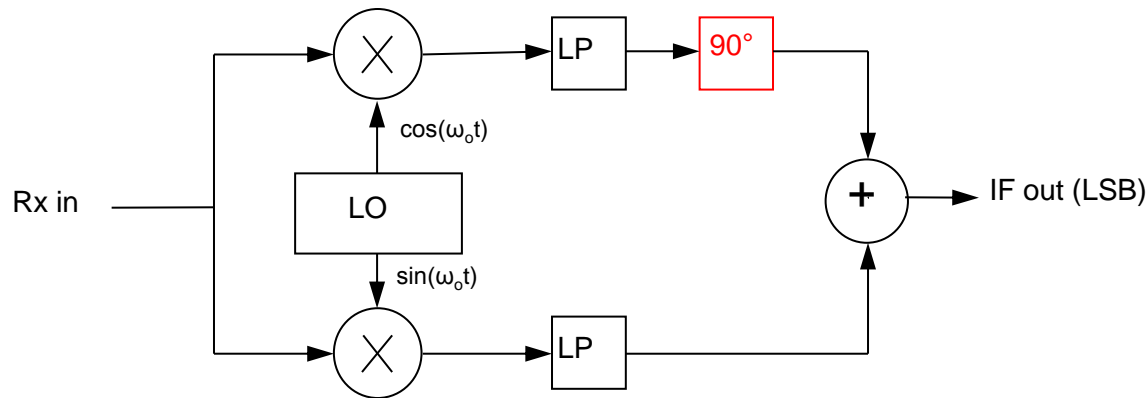 LP
90°
cos(ωₒt)
Rx in
LO
+
IF out (LSB)
sin(ωₒt)
LP